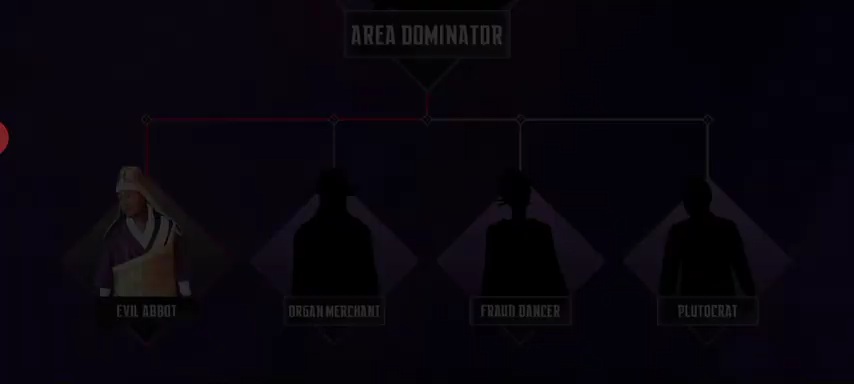 AREA DOMINATOR
EVIL ABBOT
ORGAN MERCHANT
FRAUD DANCER
PLUTOCRAT